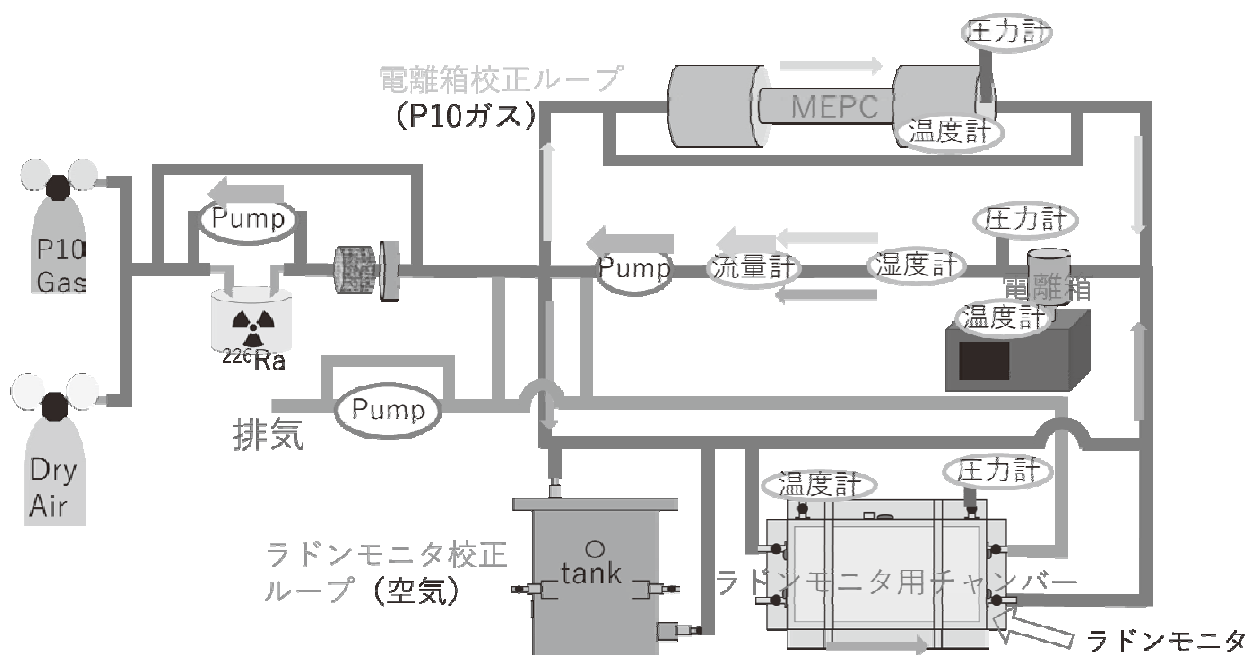 圧力計
電離箱校正ループ
(P10ガス)
MEPC
温度計
P10
Gas
Pump
226Ra
圧力計
Pump
流量計
湿度計
電離箱
温度計
Pump
排気
Dry
Air
温度計
圧力計
ラドンモニタ校正
ループ (空気)
tank
ラドンモニタ用チャンバー
ラドンモニタ